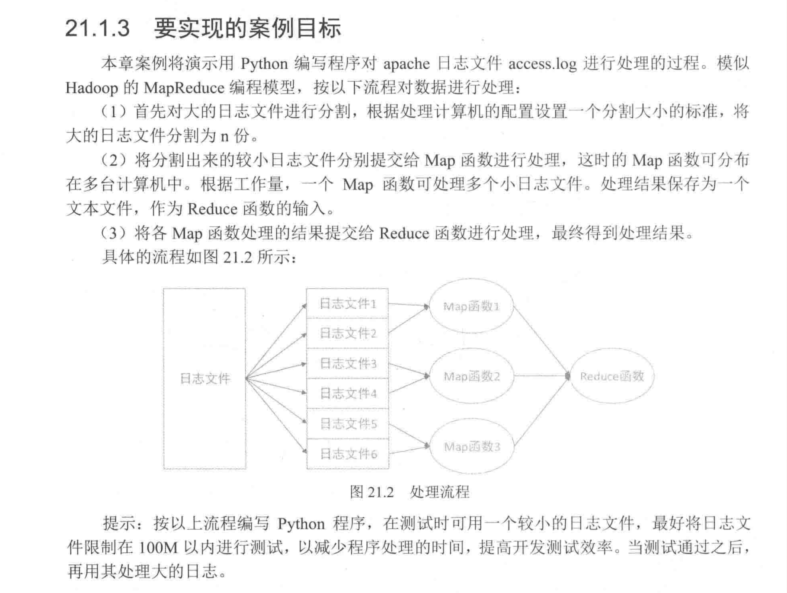 21.1.3 要实现的案例目标
本章案例将演示用 Python 编写程序对 apache 日志文件 access.log 进行处理的过程。模似
Hadoop 的 MapReduce 编程模型，按以下流程对数据进行处理：
（1）首先对大的日志文件进行分割，根据处理计算机的配置设置一个分割大小的标准，将
大的日志文件分割为 n 份。
（2）将分割出来的较小日志文件分别提交给 Map 函数进行处理，这时的 Map 函数可分布
在多台计算机中。根据工作量，一个 Map 函数可处理多个小日志文件。处理结果保存为一个
文本文件，作为 Reduce 函数的输入。
（3）将各 Map 函数处理的结果提交给 Reduce 函数进行处理，最终得到处理结果。
具体的流程如图 21.2 所示：
日志文件
日志文件1
日志文件2
日志文件3
日志文件4
日志文件5
日志文件6
Map函数1
Map函数2
Map函数3
Reduce函数
图 21.2 处理流程
提示：按以上流程编写 Python 程序，在测试时可用一个较小的日志文件，最好将日志文
件限制在 100M 以内进行测试，以减少程序处理的时间，提高开发测试效率。当测试通过之后，
再用其处理大的日志。